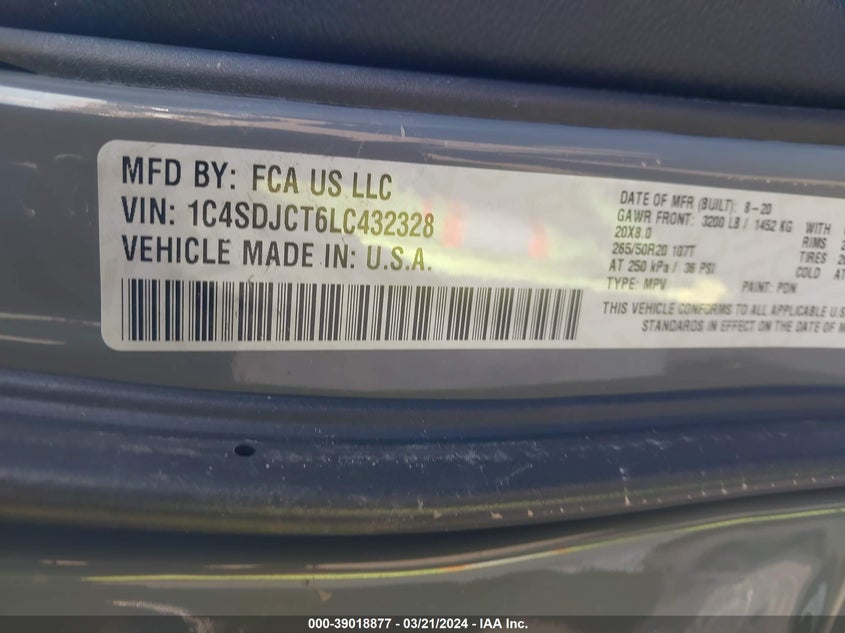 MFD BY: FCA US LLC
VIN: 1C4SDJCT6LC432328
VEHICLE MADE IN: U.S.A.
DATE OF MFR (BUILT): 8-20
GAWR FRONT: 3200 LB / 1452 KG WITH
20X8.0 RIMS
265/50R20 107T TIRES
AT 250 kPa / 36 PSI COLD AT
TYPE: MPV PAINT: PDN
THIS VEHICLE CONFORMS TO ALL APPLICABLE U.S
STANDARDS IN EFFECT ON THE DATE OF M
000-39018877 - 03/21/2024 - IAA Inc.